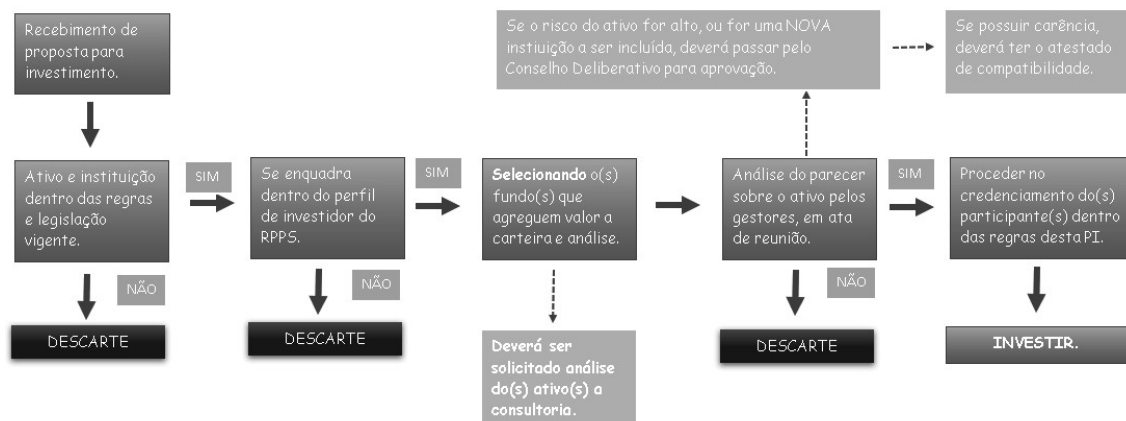 Recebimento de
proposta para
investimento.
Se o risco do ativo for alto, ou for uma NOVA
instiuição a ser incluída, deverá passar pelo
Conselho Deliberativo para aprovação.
Se possuir carência,
deverá ter o atestado
de compatibilidade.
Ativo e instituição
dentro das regras
e legislação
vigente.
SIM
Se enquadra
dentro do perfil
de investidor do
RPPS.
SIM
Selecionando o(s)
fundo(s) que
agreguem valor a
carteira e análise.
Análise do parecer
sobre o ativo pelos
gestores, em ata
de reunião.
SIM
Proceder no
credenciamento do(s)
participante(s) dentro
das regras desta PI.
NÃO
DESCARTE
NÃO
DESCARTE
Deverá ser
solicitado análise
do(s) ativo(s) a
consultoria.
NÃO
DESCARTE
INVESTIR.